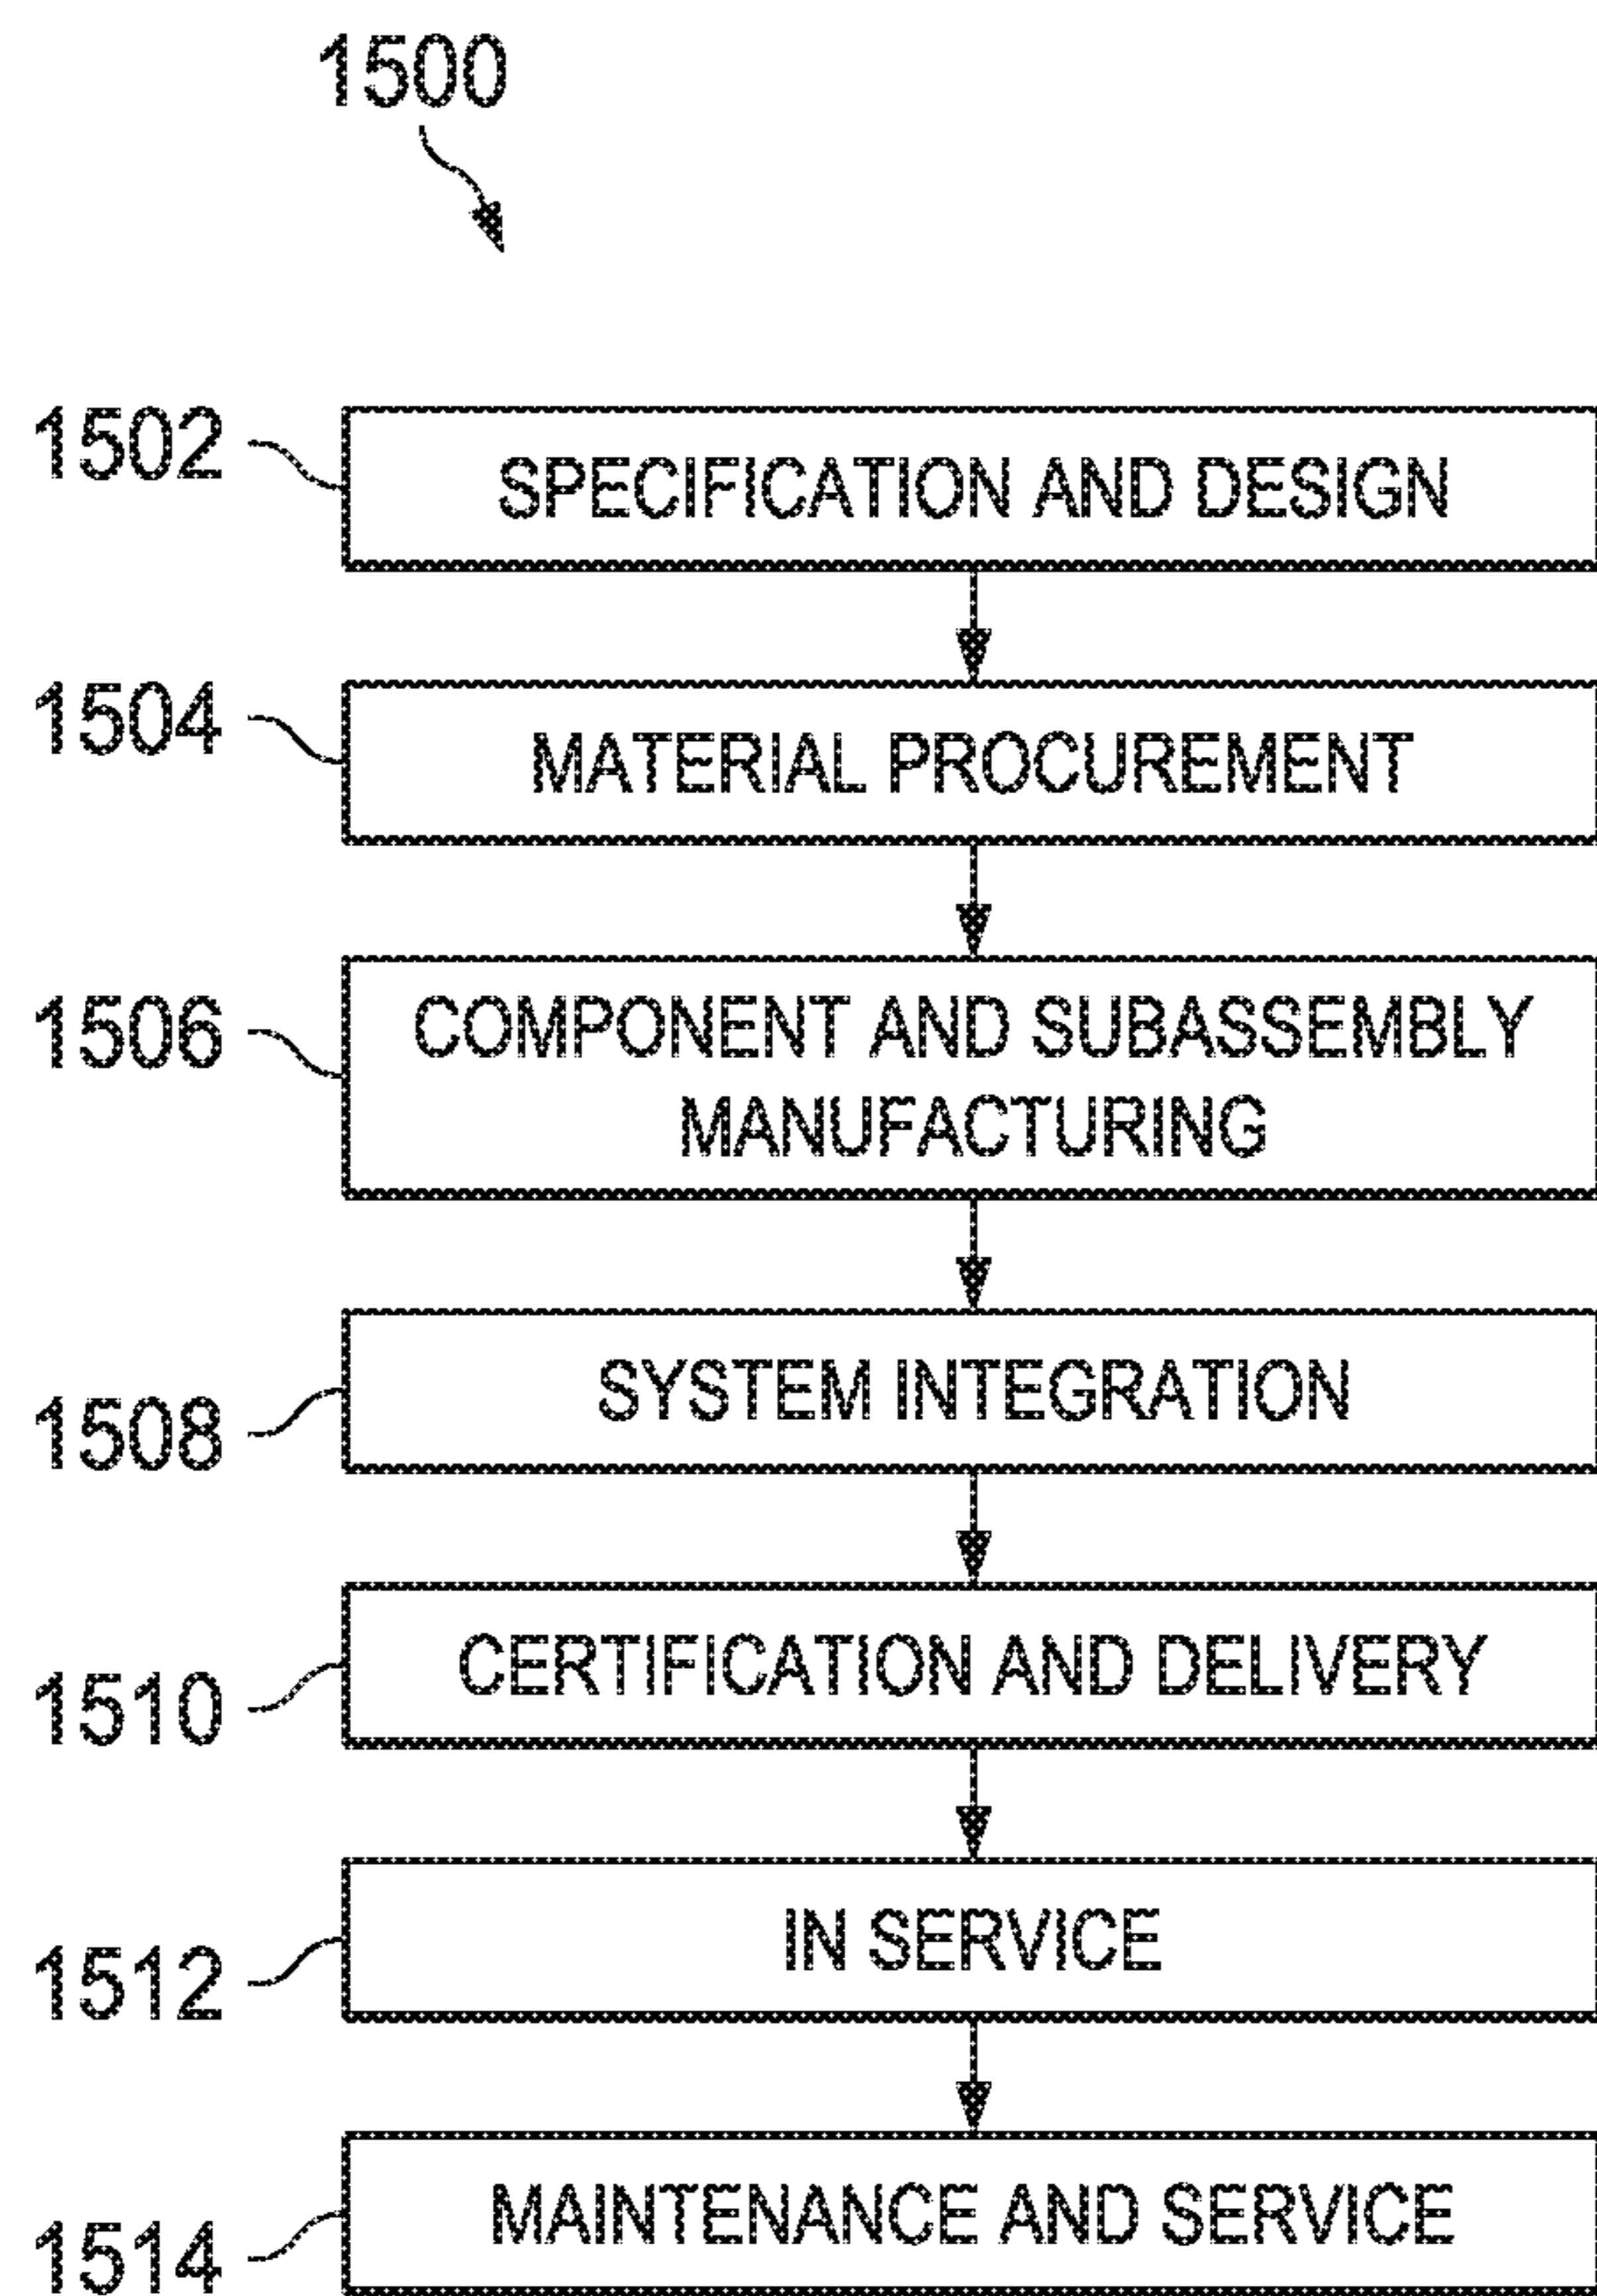 1500
1502
SPECIFICATION AND DESIGN
1504
MATERIAL PROCUREMENT
1506
COMPONENT AND SUBASSEMBLY
MANUFACTURING
1508
SYSTEM INTEGRATION
1510
CERTIFICATION AND DELIVERY
1512
IN SERVICE
1514
MAINTENANCE AND SERVICE